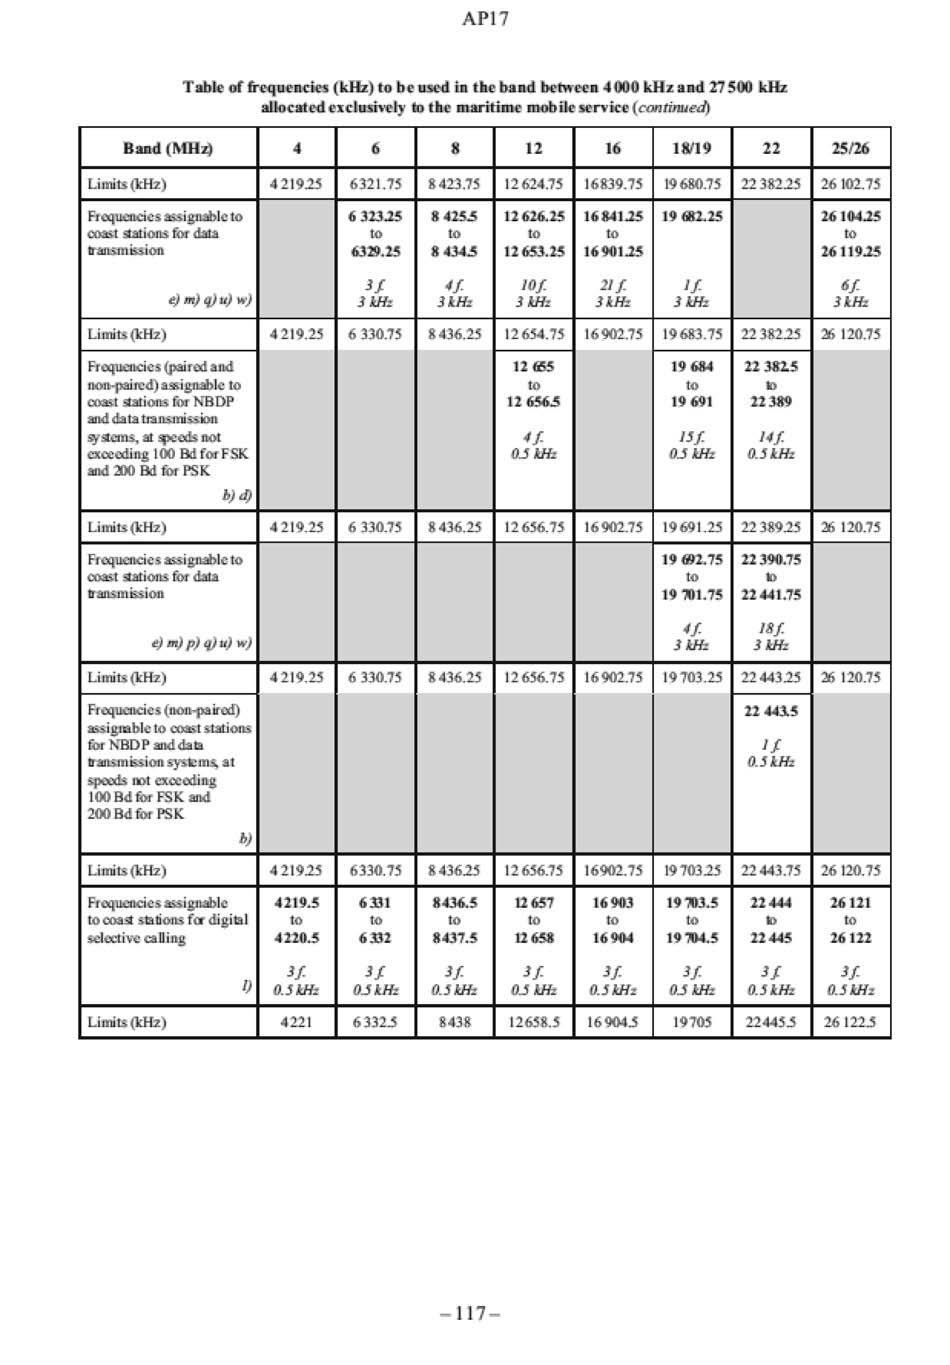 AP17
Table of frequencies (kHz) to be used in the band between 4 000 kHz and 27 500 kHz
allocated exclusively to the maritime mobile service (continued)
Band (MHz) 4 6 8 12 16 18/19 22 25/26
Limits (kHz) 4 219.25 6 321.75 8 423.75 12 624.75 16 839.75 19 680.75 22 382.25 26 102.75
Frequencies assignable to 6 323.25 8 425.5 12 626.25 16 841.25 19 682.25 26 104.25
coast stations for data to to to to to
transmission 6329.25 8 434.5 12 653.25 16 901.25 26 119.25
3 f. 4 f. 10 f. 21 f. 1 f. 6 f.
e) m) q) u) w) 3 kHz 3 kHz 3 kHz 3 kHz 3 kHz 3 kHz
Limits (kHz) 4 219.25 6 330.75 8 436.25 12 654.75 16 902.75 19 683.75 22 382.25 26 120.75
Frequencies (paired and 12 655 19 684 22 382.5
non-paired) assignable to to to to
coast stations for NBDP 12 656.5 19 691 22 389
and data transmission
systems, at speeds not 4 f. 15 f. 14 f.
exceeding 100 Bd for FSK 0.5 kHz 0.5 kHz 0.5 kHz
and 200 Bd for PSK
b) d)
Limits (kHz) 4 219.25 6 330.75 8 436.25 12 656.75 16 902.75 19 691.25 22 389.25 26 120.75
Frequencies assignable to 19 692.75 22 390.75
coast stations for data to to
transmission 19 701.75 22 441.75
4 f. 18 f.
e) m) p) q) u) w) 3 kHz 3 kHz
Limits (kHz) 4 219.25 6 330.75 8 436.25 12 656.75 16 902.75 19 703.25 22 443.25 26 120.75
Frequencies (non-paired) 22 443.5
assignable to coast stations
for NBDP and data 1 f.
transmission systems, at 0.5 kHz
speeds not exceeding
100 Bd for FSK and
200 Bd for PSK
b)
Limits (kHz) 4 219.25 6330.75 8 436.25 12 656.75 16902.75 19 703.25 22 443.75 26 120.75
Frequencies assignable 4219.5 6 331 8436.5 12 657 16 903 19 703.5 22 444 26 121
to coast stations for digital to to to to to to to to
selective calling 4220.5 6 332 8437.5 12 658 16 904 19 704.5 22 445 26 122
3 f. 3 f. 3 f. 3 f. 3 f. 3 f. 3 f. 3 f.
l) 0.5 kHz 0.5 kHz 0.5 kHz 0.5 kHz 0.5 kHz 0.5 kHz 0.5 kHz 0.5 kHz
Limits (kHz) 4221 6 332.5 8438 12658.5 16 904.5 19705 22445.5 26 122.5
– 117 –